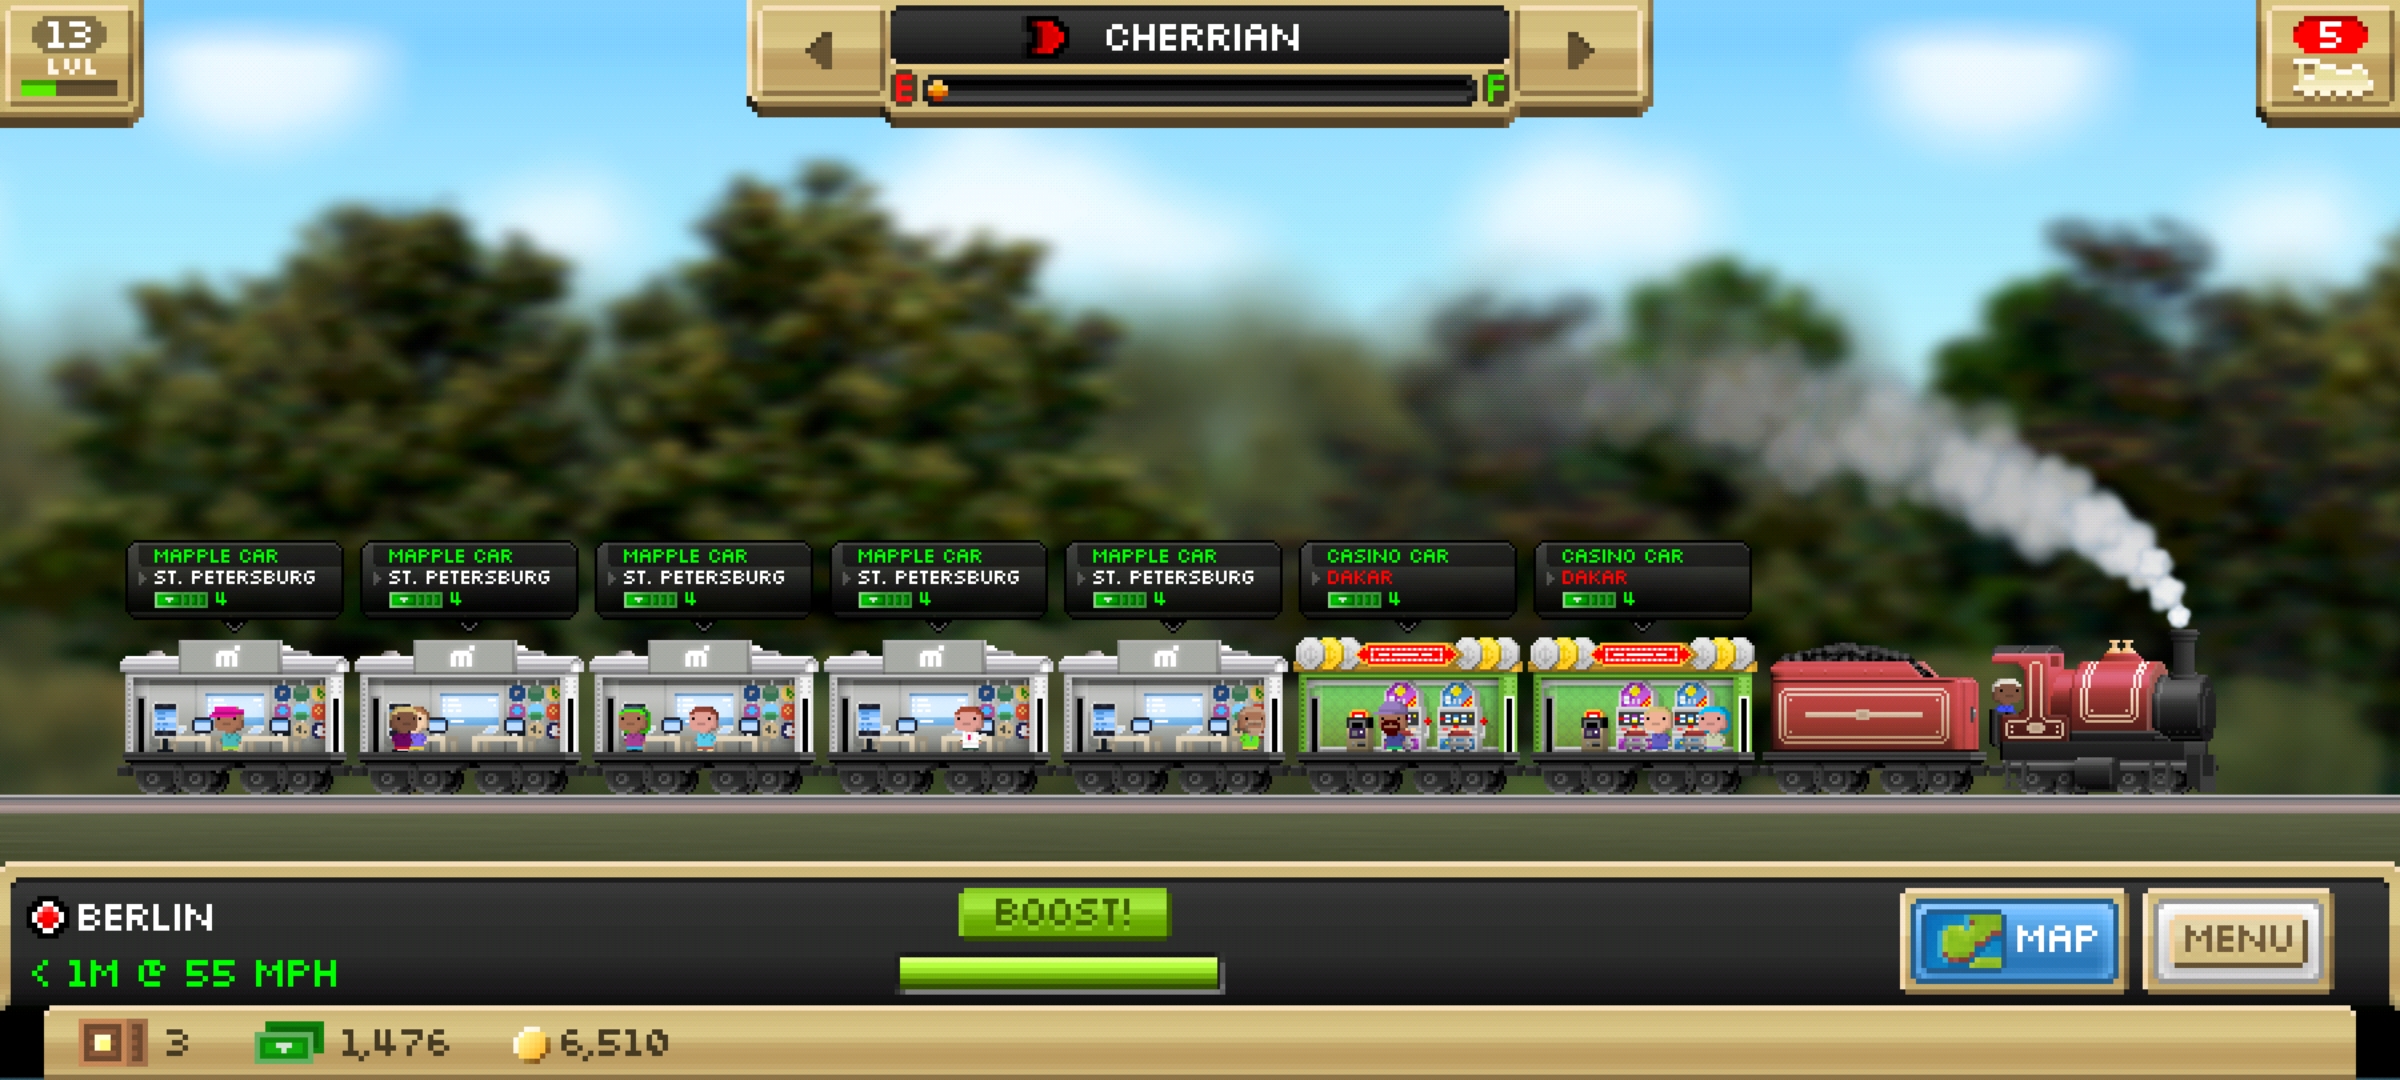 13
LVL
CHERRIAN
E F
5
MAPPLE CAR
ST. PETERSBURG
4
MAPPLE CAR
ST. PETERSBURG
4
MAPPLE CAR
ST. PETERSBURG
4
MAPPLE CAR
ST. PETERSBURG
4
MAPPLE CAR
ST. PETERSBURG
4
CASINO CAR
DAKAR
4
CASINO CAR
DAKAR
4
m
m
m
m
m
BERLIN
< 1M @ 55 MPH
BOOST!
MAP
MENU
3
1,476
6,510